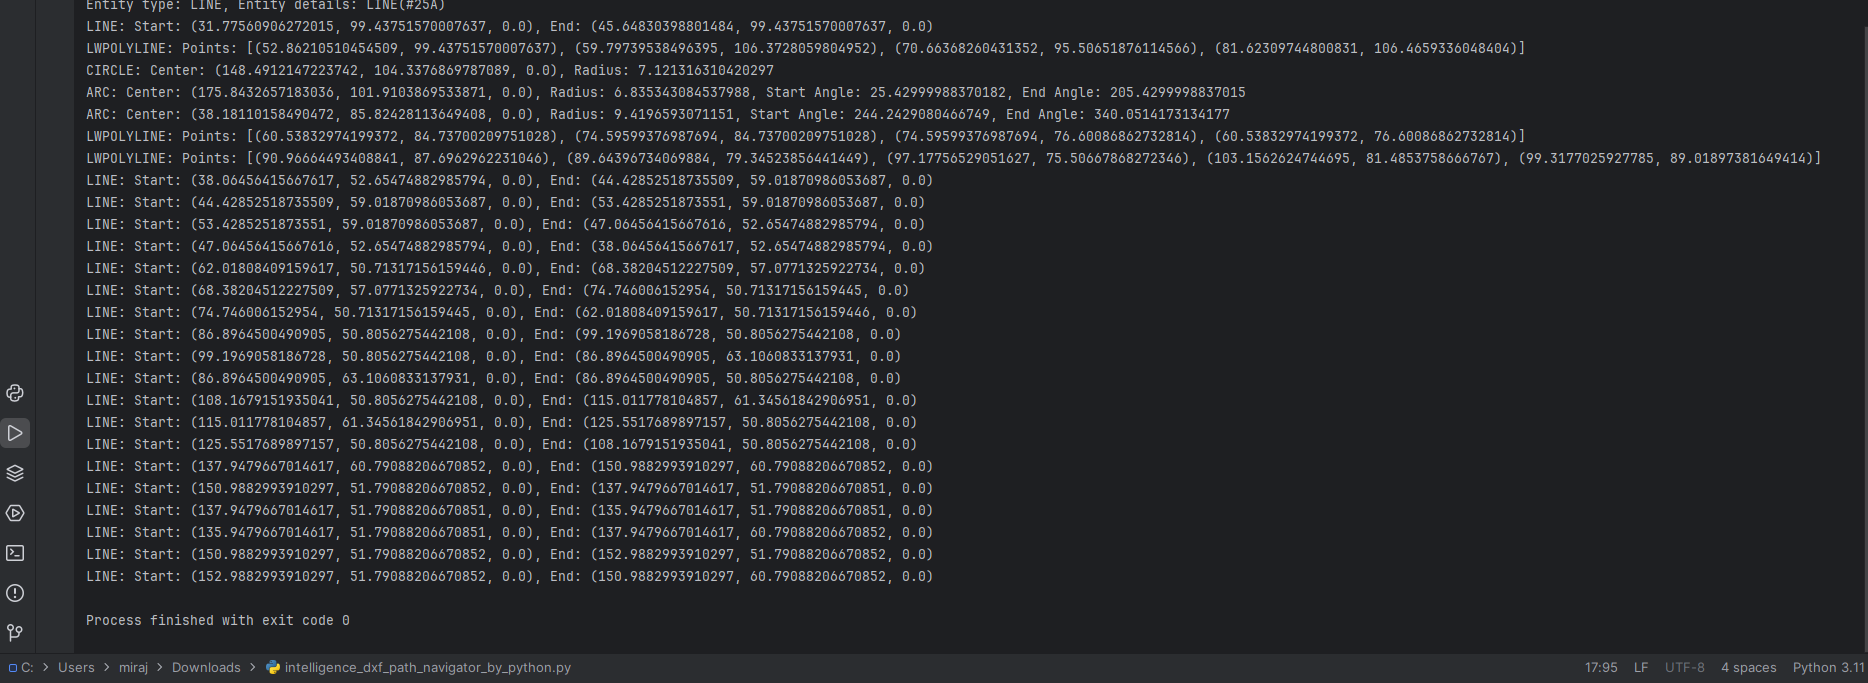 Entity type: LINE, Entity details: LINE(#25A)
LINE: Start: (31.77560906272015, 99.43751570007637, 0.0), End: (45.64830398801484, 99.43751570007637, 0.0)
LWPOLYLINE: Points: [(52.86210510454509, 99.43751570007637), (59.79739538496395, 106.3728059804952), (70.66368260431352, 95.50651876114566), (81.62309744800831, 106.4659336048404)]
CIRCLE: Center: (148.4912147223742, 104.3376869787089, 0.0), Radius: 7.121316310420297
ARC: Center: (175.8432657183036, 101.9103869533871, 0.0), Radius: 6.835343084537988, Start Angle: 25.42999988370182, End Angle: 205.4299998837015
ARC: Center: (38.18110158490472, 85.82428113649408, 0.0), Radius: 9.4196593071151, Start Angle: 244.2429080466749, End Angle: 340.0514173134177
LWPOLYLINE: Points: [(60.53832974199372, 84.73700209751028), (74.59599376987694, 84.73700209751028), (74.59599376987694, 76.60086862732814), (60.53832974199372, 76.60086862732814)]
LWPOLYLINE: Points: [(90.96664493408841, 87.6962962231046), (89.64396734069884, 79.34523856441449), (97.17756529051627, 75.50667868272346), (103.1562624744695, 81.4853758666767), (99.3177025927785, 89.01897381649414)]
LINE: Start: (38.06456415667617, 52.65474882985794, 0.0), End: (44.42852518735509, 59.01870986053687, 0.0)
LINE: Start: (44.42852518735509, 59.01870986053687, 0.0), End: (53.4285251873551, 59.01870986053687, 0.0)
LINE: Start: (53.4285251873551, 59.01870986053687, 0.0), End: (47.06456415667616, 52.65474882985794, 0.0)
LINE: Start: (47.06456415667616, 52.65474882985794, 0.0), End: (38.06456415667617, 52.65474882985794, 0.0)
LINE: Start: (62.01808409159617, 50.71317156159446, 0.0), End: (68.38204512227509, 57.0771325922734, 0.0)
LINE: Start: (68.38204512227509, 57.0771325922734, 0.0), End: (74.746006152954, 50.71317156159445, 0.0)
LINE: Start: (74.746006152954, 50.71317156159445, 0.0), End: (62.01808409159617, 50.71317156159446, 0.0)
LINE: Start: (86.8964500490905, 50.8056275442108, 0.0), End: (99.1969058186728, 50.8056275442108, 0.0)
LINE: Start: (99.1969058186728, 50.8056275442108, 0.0), End: (86.8964500490905, 63.1060833137931, 0.0)
LINE: Start: (86.8964500490905, 63.1060833137931, 0.0), End: (86.8964500490905, 50.8056275442108, 0.0)
LINE: Start: (108.1679151935041, 50.8056275442108, 0.0), End: (115.011778104857, 61.34561842906951, 0.0)
LINE: Start: (115.011778104857, 61.34561842906951, 0.0), End: (125.5517689897157, 50.8056275442108, 0.0)
LINE: Start: (125.5517689897157, 50.8056275442108, 0.0), End: (108.1679151935041, 50.8056275442108, 0.0)
LINE: Start: (137.9479667014617, 60.79088206670852, 0.0), End: (150.9882993910297, 60.79088206670852, 0.0)
LINE: Start: (150.9882993910297, 51.79088206670852, 0.0), End: (137.9479667014617, 51.79088206670851, 0.0)
LINE: Start: (137.9479667014617, 51.79088206670851, 0.0), End: (135.9479667014617, 51.79088206670851, 0.0)
LINE: Start: (135.9479667014617, 51.79088206670851, 0.0), End: (137.9479667014617, 60.79088206670852, 0.0)
LINE: Start: (150.9882993910297, 51.79088206670852, 0.0), End: (152.9882993910297, 51.79088206670852, 0.0)
LINE: Start: (152.9882993910297, 51.79088206670852, 0.0), End: (150.9882993910297, 60.79088206670852, 0.0)
Process finished with exit code 0
C: > Users > miraj > Downloads > intelligence_dxf_path_navigator_by_python.py 17:95 LF UTF-8 4 spaces Python 3.11